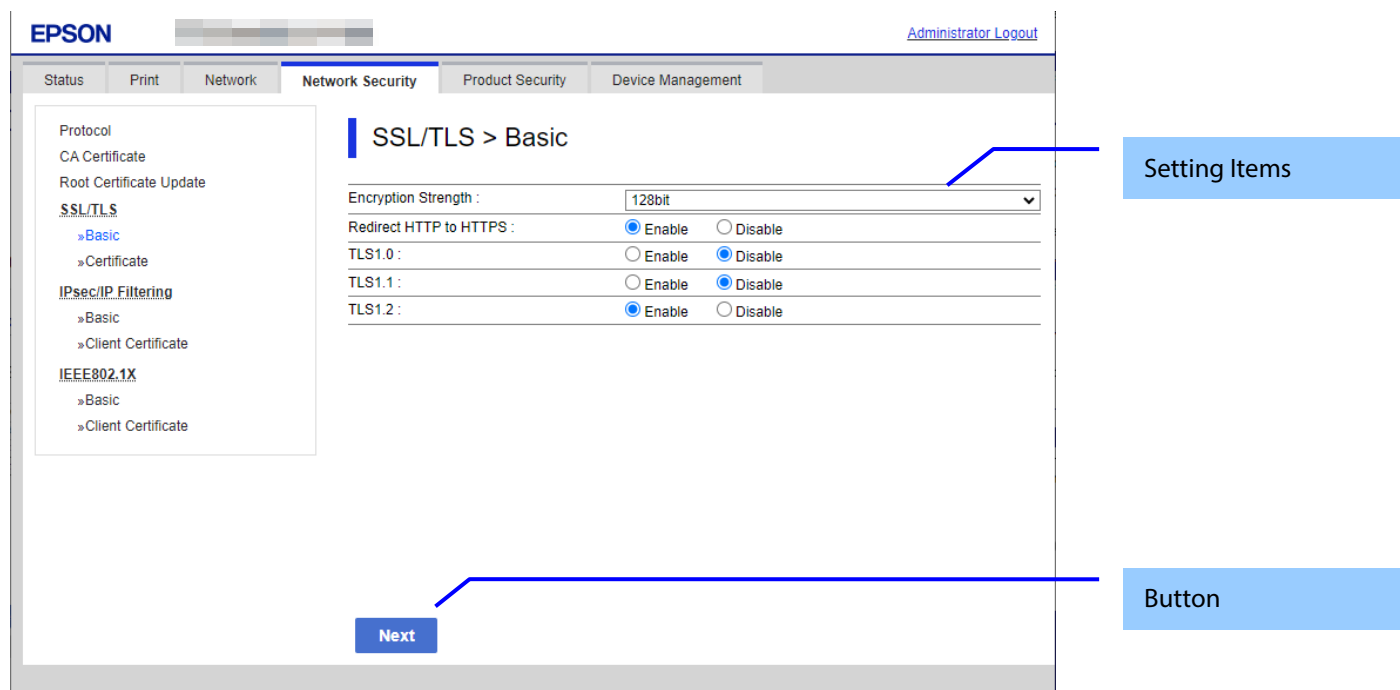 EPSON
Administrator Logout
Status Print Network Network Security Product Security Device Management
Protocol
CA Certificate
Root Certificate Update
SSL/TLS
»Basic
»Certificate
IPsec/IP Filtering
»Basic
»Client Certificate
IEEE802.1X
»Basic
»Client Certificate
SSL/TLS > Basic
Encryption Strength : 128bit
Redirect HTTP to HTTPS : Enable Disable
TLS1.0 : Enable Disable
TLS1.1 : Enable Disable
TLS1.2 : Enable Disable
Next
Setting Items
Button